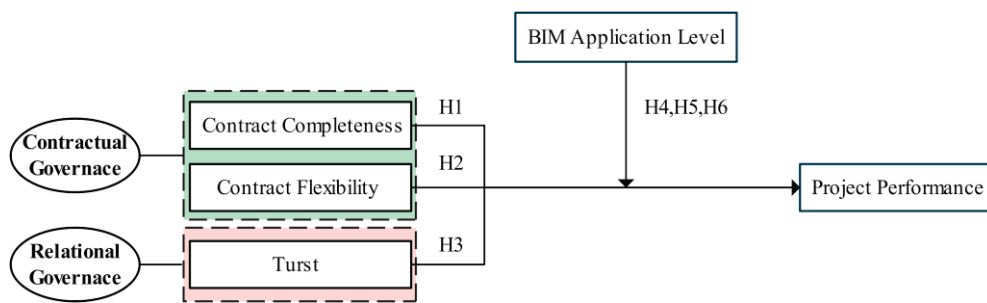 BIM Application Level
H1
H4,H5,H6
Contract Completeness
Contractual
Governace
H2
Contract Flexibility
Project Performance
Relational
Governace
H3
Turst